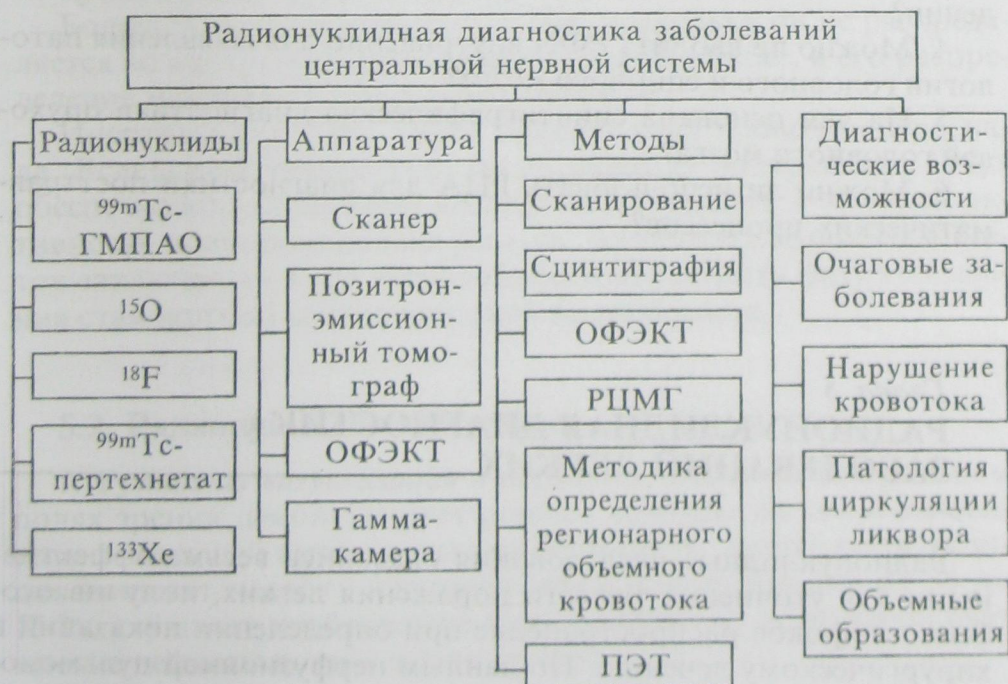 Радионуклидная диагностика заболеваний
центральной нервной системы
Радионуклиды
99mTc-
ГМПАО
15O
18F
99mTc-
пертехнетат
133Xe
Аппаратура
Сканер
Позитрон-
эмиссион-
ный томо-
граф
ОФЭКТ
Гамма-
камера
Методы
Сканирование
Сцинтиграфия
ОФЭКТ
РЦМГ
Методика
определения
регионарного
объемного
кровотока
ПЭТ
Диагности-
ческие воз-
можности
Очаговые за-
болевания
Нарушение
кровотока
Патология
циркуляции
ликвора
Объемные
образования